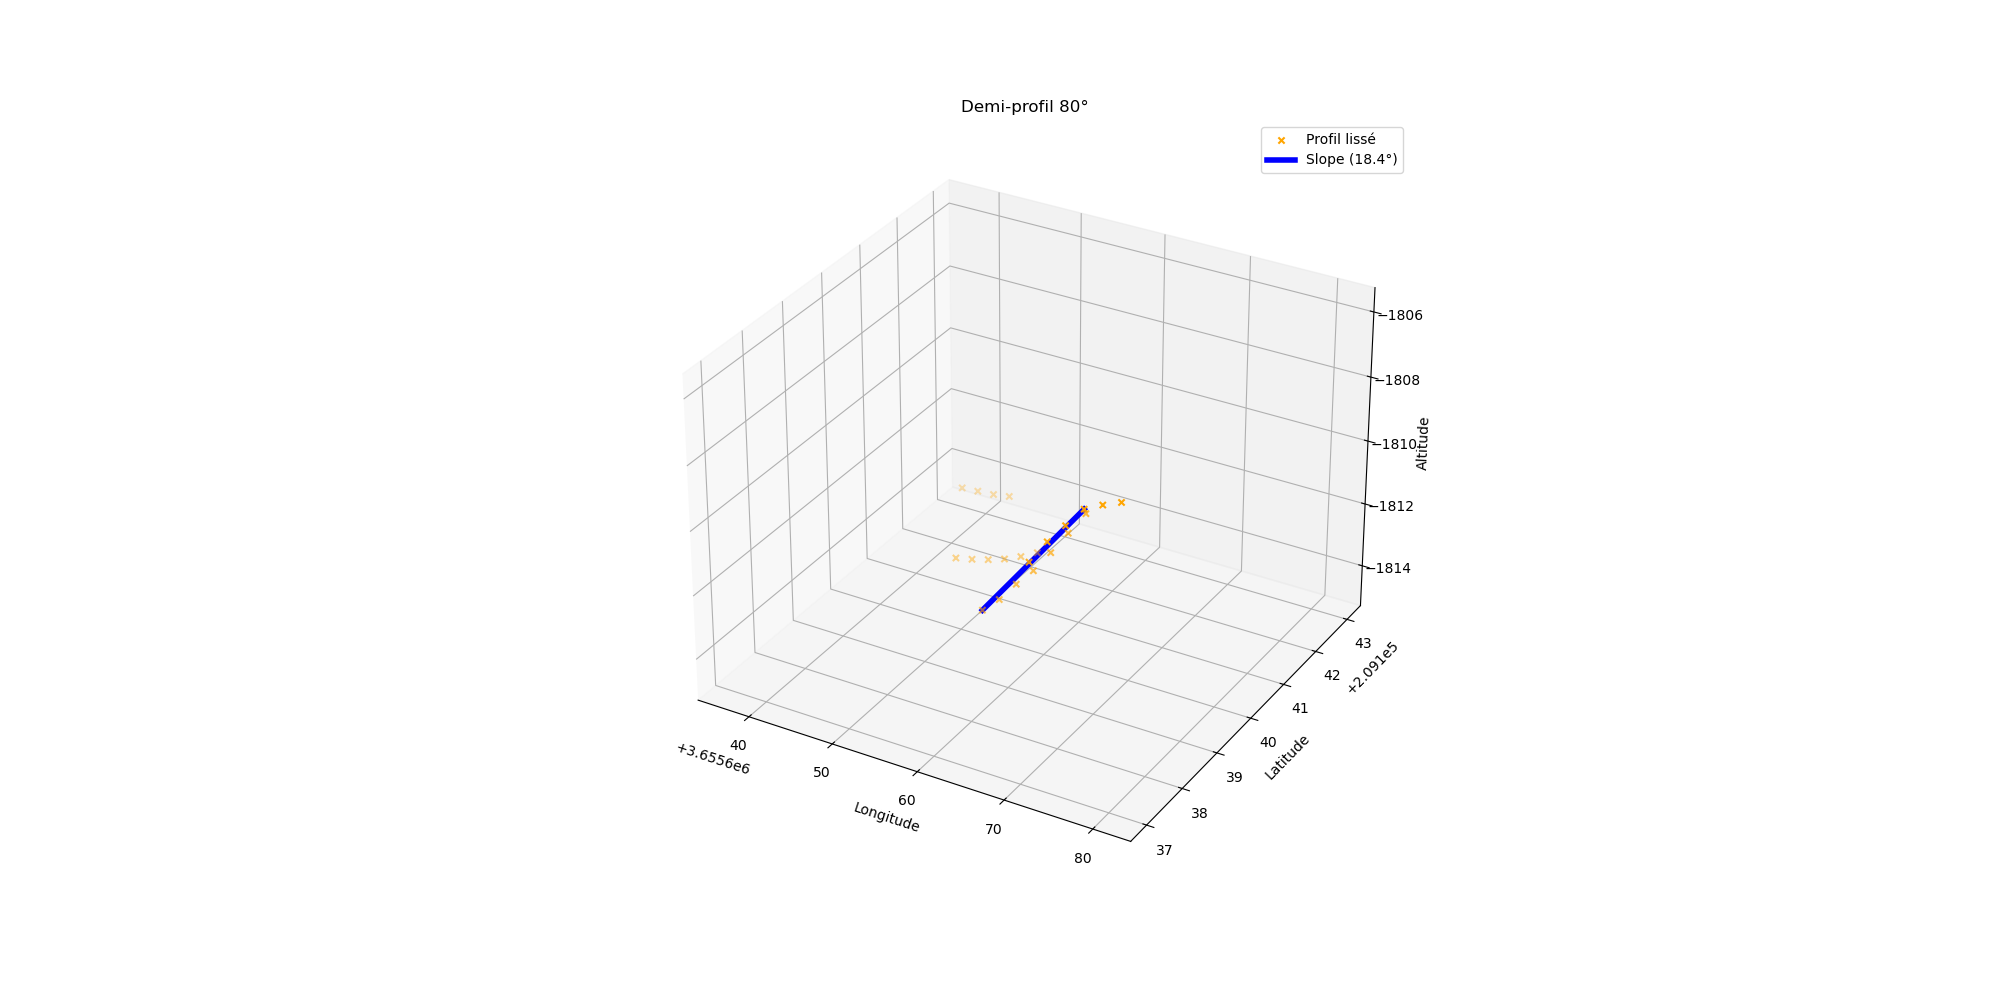 Demi-profil 80°
Profil lissé
Slope (18.4°)
−1806
−1808
−1810
−1812
−1814
Altitude
43
42
41
40
39
38
37
+2.091e5
Latitude
40
50
60
70
80
+3.6556e6
Longitude